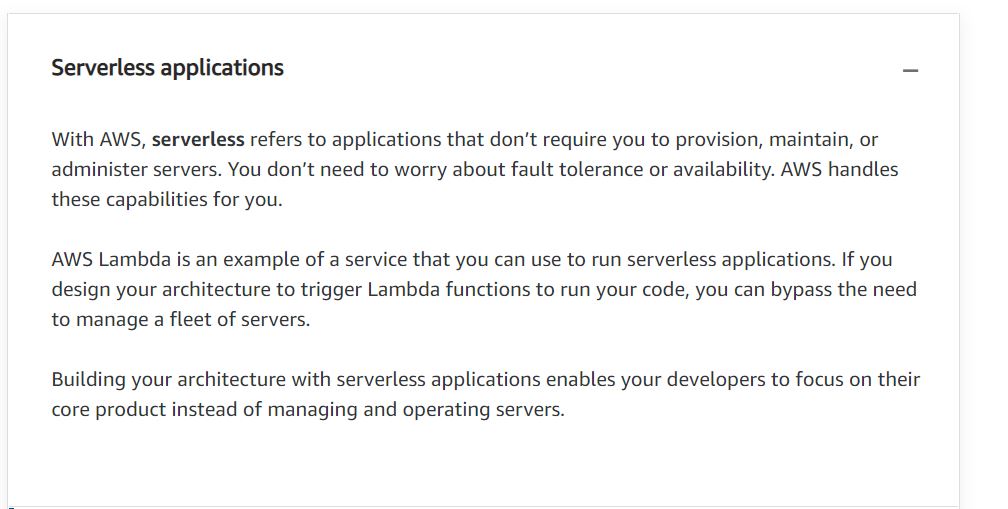 Serverless applications
With AWS, serverless refers to applications that don’t require you to provision, maintain, or
administer servers. You don’t need to worry about fault tolerance or availability. AWS handles
these capabilities for you.
AWS Lambda is an example of a service that you can use to run serverless applications. If you
design your architecture to trigger Lambda functions to run your code, you can bypass the need
to manage a fleet of servers.
Building your architecture with serverless applications enables your developers to focus on their
core product instead of managing and operating servers.